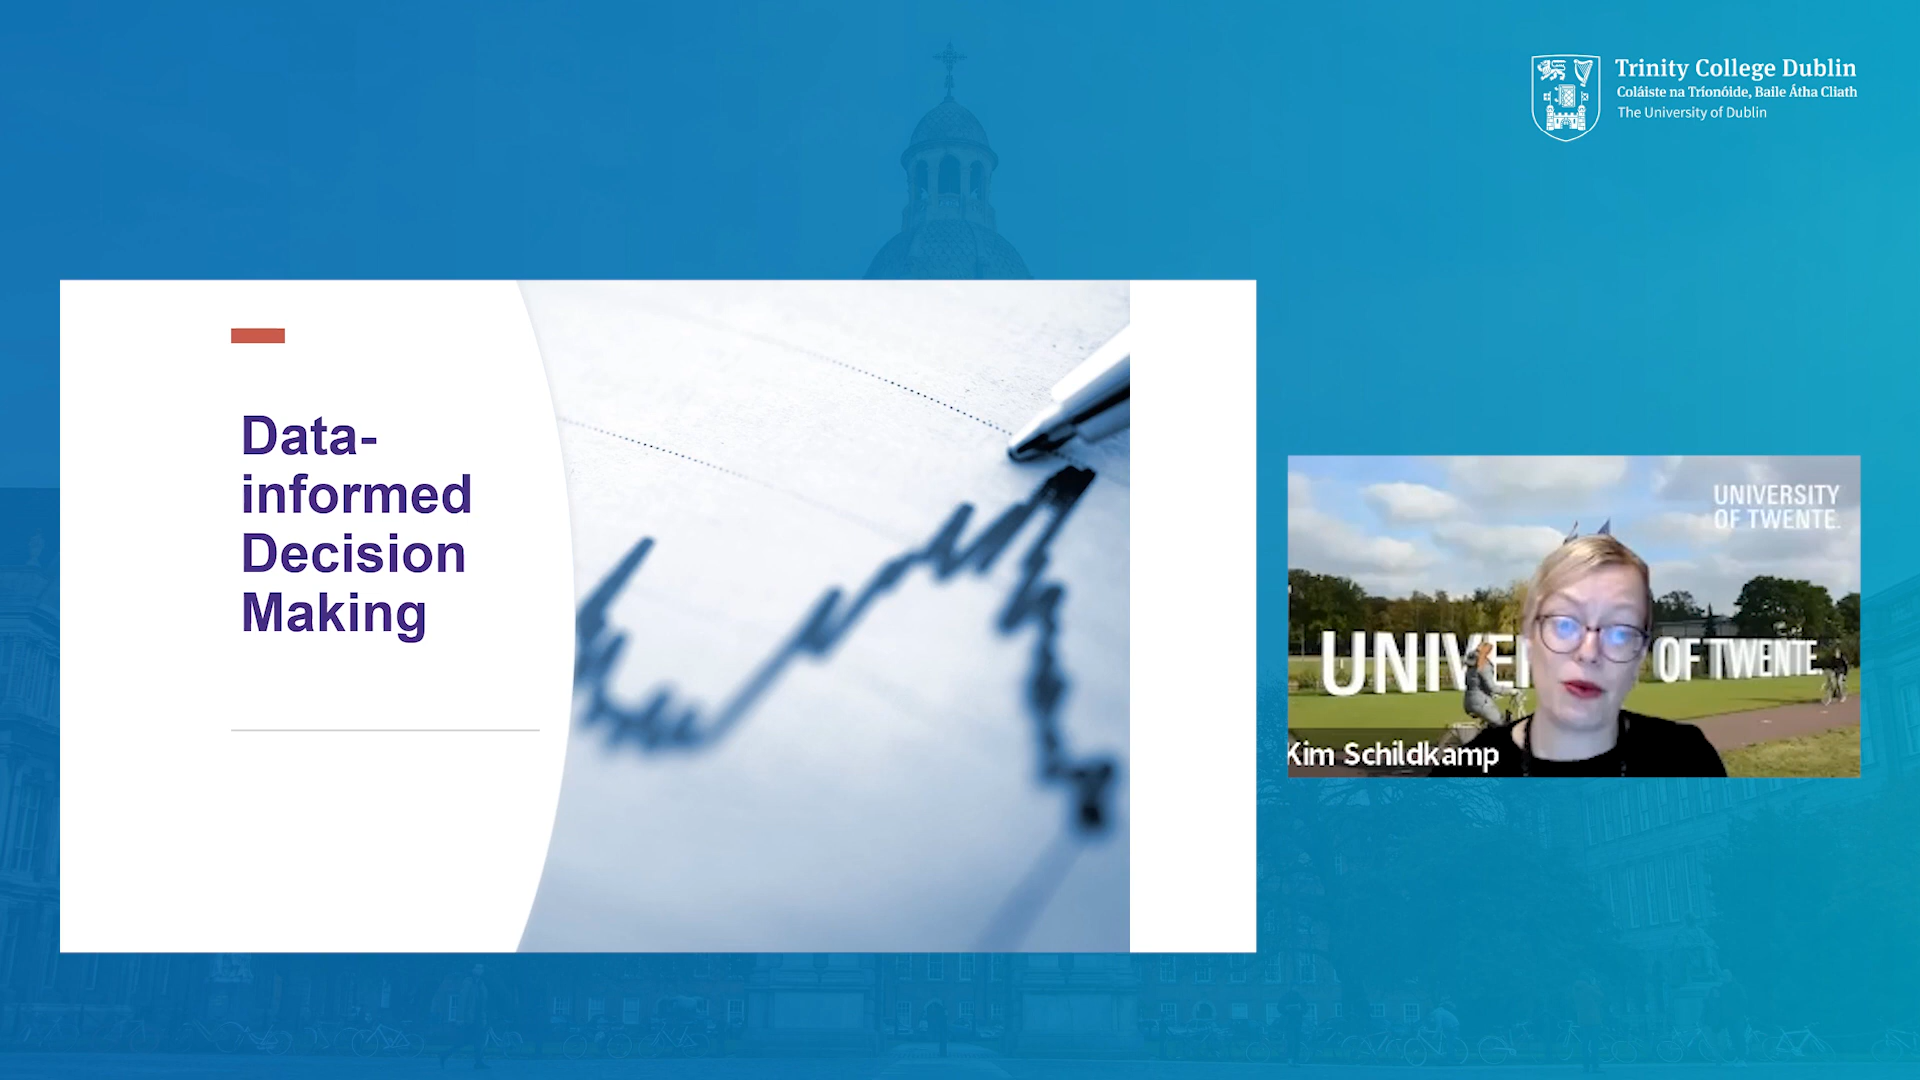 Trinity College Dublin
Coláiste na Tríonóide, Baile Átha Cliath
The University of Dublin
Data-
informed
Decision
Making
UNIVERSITY
OF TWENTE.
OF TWENTE.
Kim Schildkamp